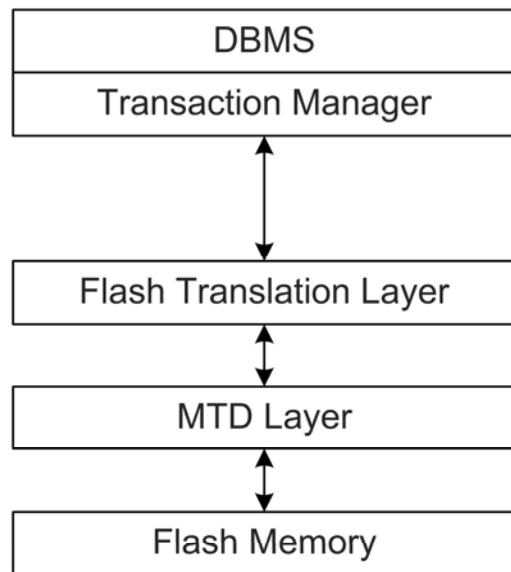 DBMS
Transaction Manager
Flash Translation Layer
MTD Layer
Flash Memory